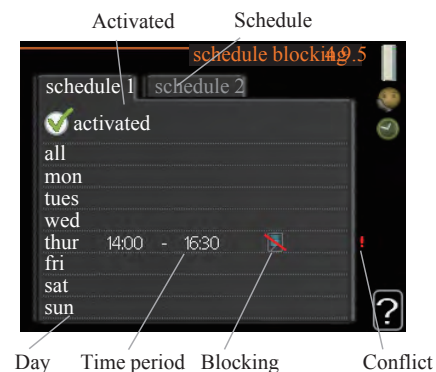 Activated Schedule
schedule blocking 4.9.5
schedule 1 schedule 2
activated
all
mon
tues
wed
thur 14:00 - 16:30 !
fri
sat
sun
?
Day Time period Blocking Conflict